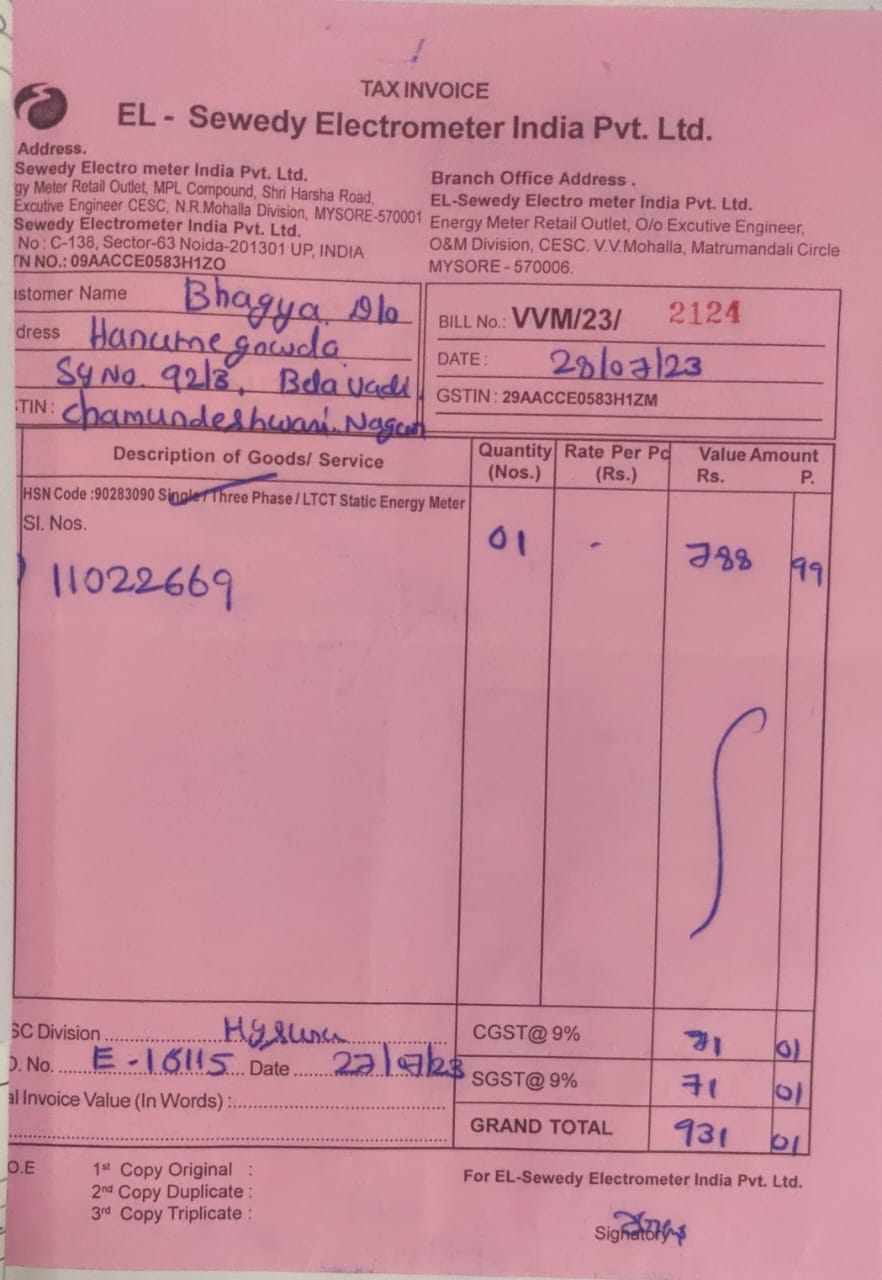 TAX INVOICE
EL - Sewedy Electrometer India Pvt. Ltd.
Address.
Sewedy Electro meter India Pvt. Ltd.
gy Meter Retail Outlet, MPL Compound, Shri Harsha Road,
Excutive Engineer CESC, N.R.Mohalla Division, MYSORE-570001
Sewedy Electrometer India Pvt. Ltd.
No : C-138, Sector-63 Noida-201301 UP, INDIA
TN NO.: 09AACCE0583H1ZO
Branch Office Address .
EL-Sewedy Electro meter India Pvt. Ltd.
Energy Meter Retail Outlet, O/o Excutive Engineer,
O&M Division, CESC. V.V.Mohalla, Matrumandali Circle
MYSORE - 570006.
ustomer Name Bhagya D/o
dress Hanumegowda
Sy No. 92/3, Belavadi
TIN : Chamundeshwari Nagar
BILL No.: VVM/23/ 2124
DATE : 28/07/23
GSTIN : 29AACCE0583H1ZM
Description of Goods/ Service Quantity (Nos.) Rate Per Pc (Rs.) Value Amount Rs. P.
HSN Code :90283090 Single / Three Phase / LTCT Static Energy Meter
Sl. Nos.
11022669 01 - 788 99
SC Division Mysuru
O. No. E-16115 Date 27/07/23
al Invoice Value (In Words) :
CGST@ 9% 71 01
SGST@ 9% 71 01
GRAND TOTAL 931 01
O.E
1st Copy Original :
2nd Copy Duplicate :
3rd Copy Triplicate :
For EL-Sewedy Electrometer India Pvt. Ltd.
Signatory